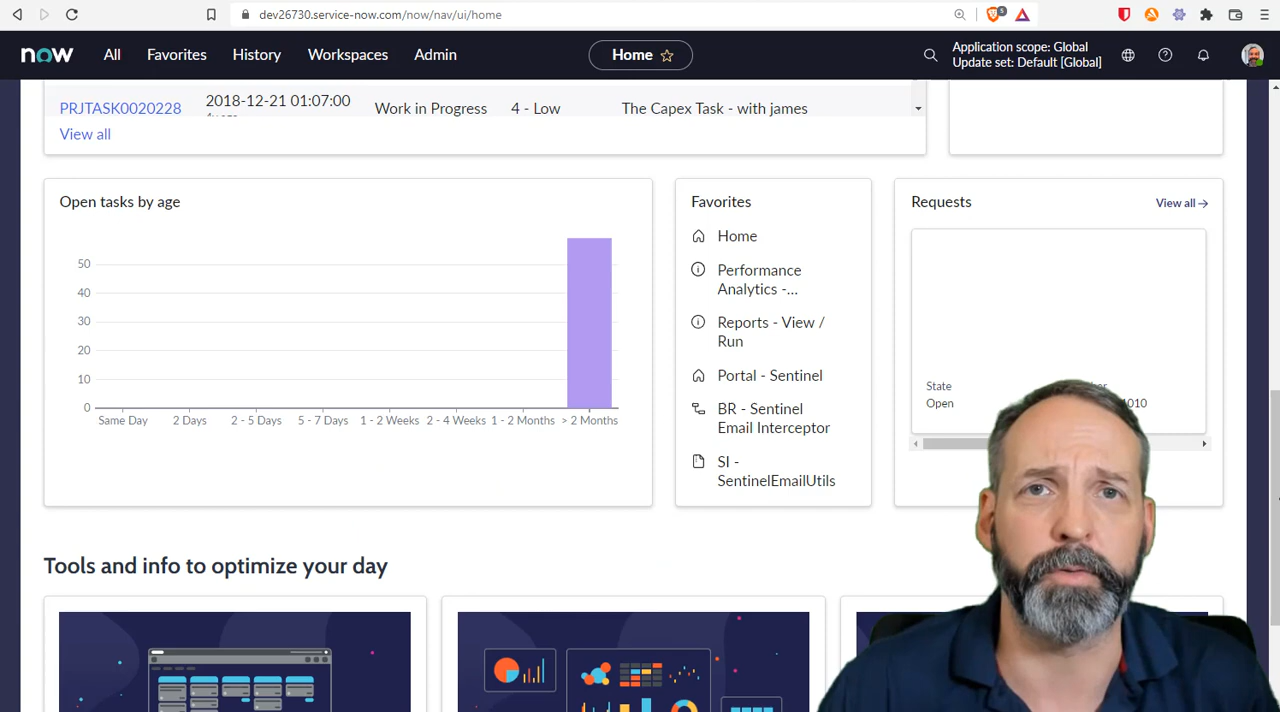 dev26730.service-now.com/now/nav/ui/home
5
now All Favorites History Workspaces Admin
Home
Application scope: Global
Update set: Default [Global]
PRJTASK0020228 2018-12-21 01:07:00 Work in Progress 4 - Low The Capex Task - with james
View all
Open tasks by age
50
40
30
20
10
0
Same Day 2 Days 2 - 5 Days 5 - 7 Days 1 - 2 Weeks 2 - 4 Weeks 1 - 2 Months > 2 Months
Favorites
Home
Performance
Analytics -...
Reports - View /
Run
Portal - Sentinel
BR - Sentinel
Email Interceptor
SI -
SentinelEmailUtils
Requests View all
State
Open
Tools and info to optimize your day